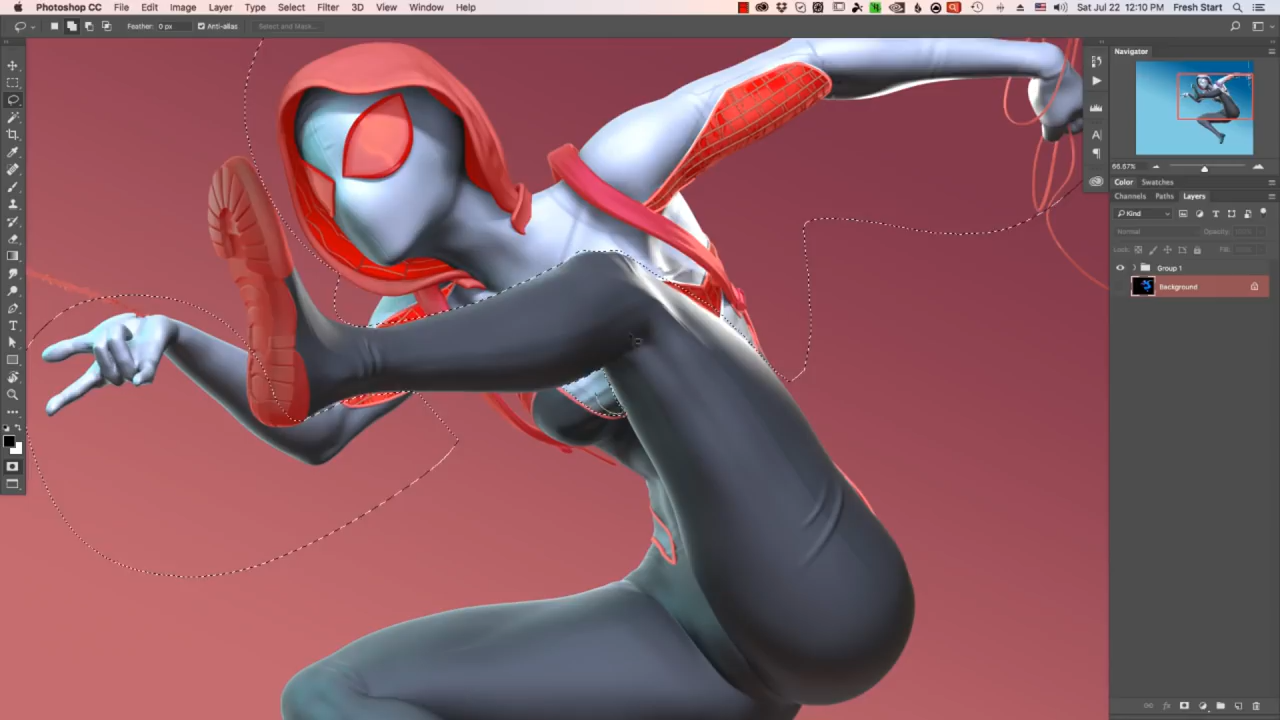 Photoshop CC File Edit Image Layer Type Select Filter 3D View Window Help Sat Jul 22 12:10 PM Fresh Start
Feather: 0 px Anti-alias Select and Mask...
Navigator
66.67%
Color Swatches
Channels Paths Layers
Kind
Normal Opacity:
Lock: Fill:
Group 1
Background